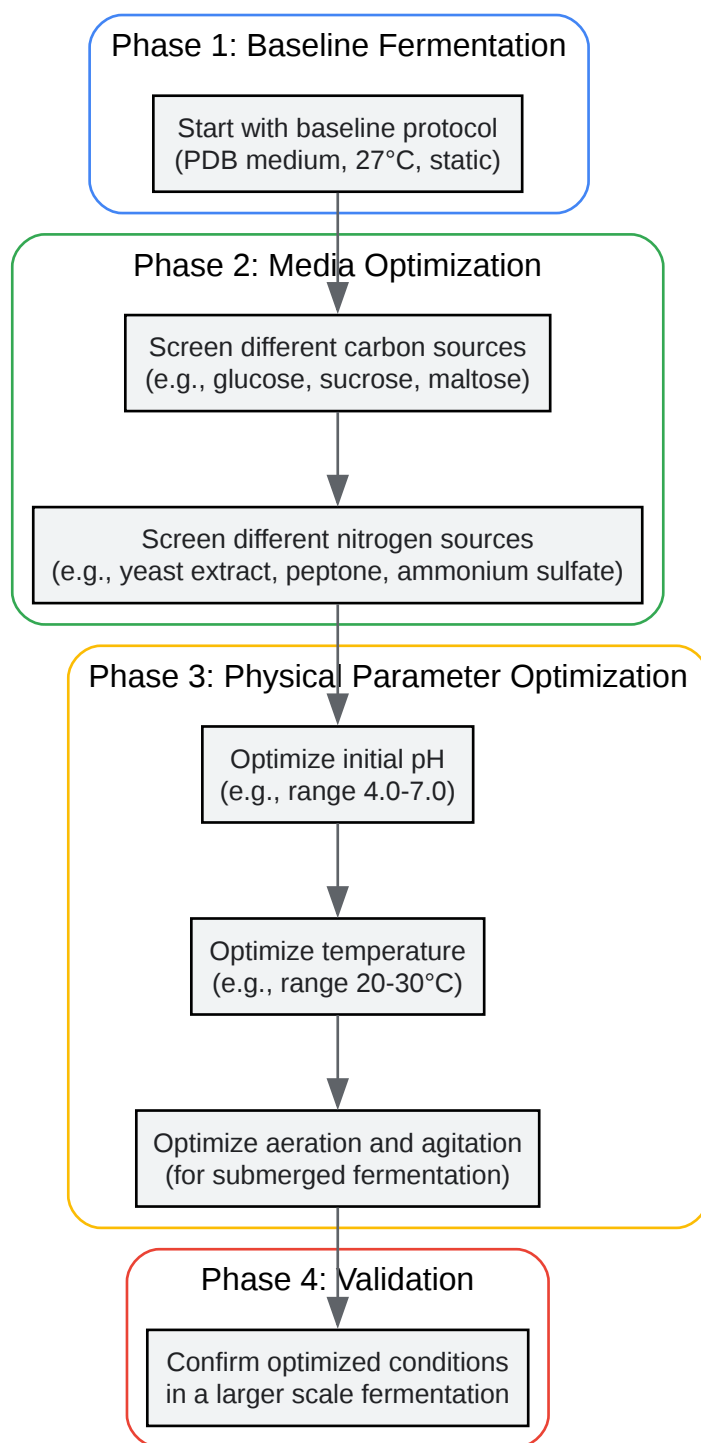 Phase 1: Baseline Fermentation
Start with baseline protocol
(PDB medium, 27°C, static)
Phase 2: Media Optimization
Screen different carbon sources
(e.g., glucose, sucrose, maltose)
Screen different nitrogen sources
(e.g., yeast extract, peptone, ammonium sulfate)
Phase 3: Physical Parameter Optimization
Optimize initial pH
(e.g., range 4.0-7.0)
Optimize temperature
(e.g., range 20-30°C)
Optimize aeration and agitation
(for submerged fermentation)
Phase 4: Validation
Confirm optimized conditions
in a larger scale fermentation